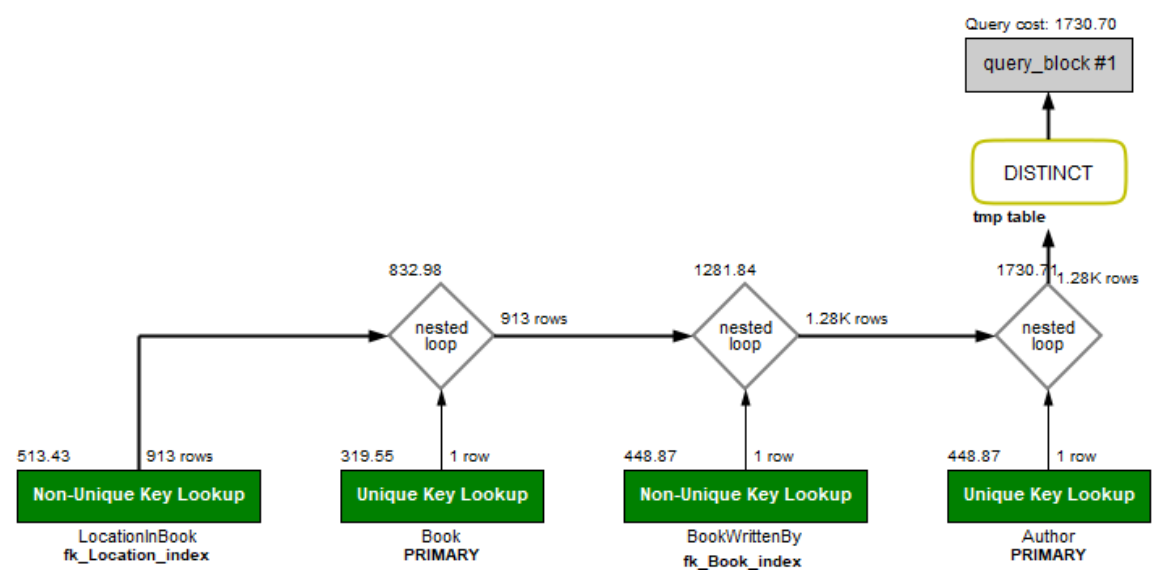 Query cost: 1730.70
query_block #1
DISTINCT
tmp table
832.98
1281.84
1730.71
1.28K rows
nested
loop
913 rows
nested
loop
1.28K rows
nested
loop
513.43
913 rows
319.55
1 row
448.87
1 row
448.87
1 row
Non-Unique Key Lookup
Unique Key Lookup
Non-Unique Key Lookup
Unique Key Lookup
LocationInBook
fk_Location_index
Book
PRIMARY
BookWrittenBy
fk_Book_index
Author
PRIMARY